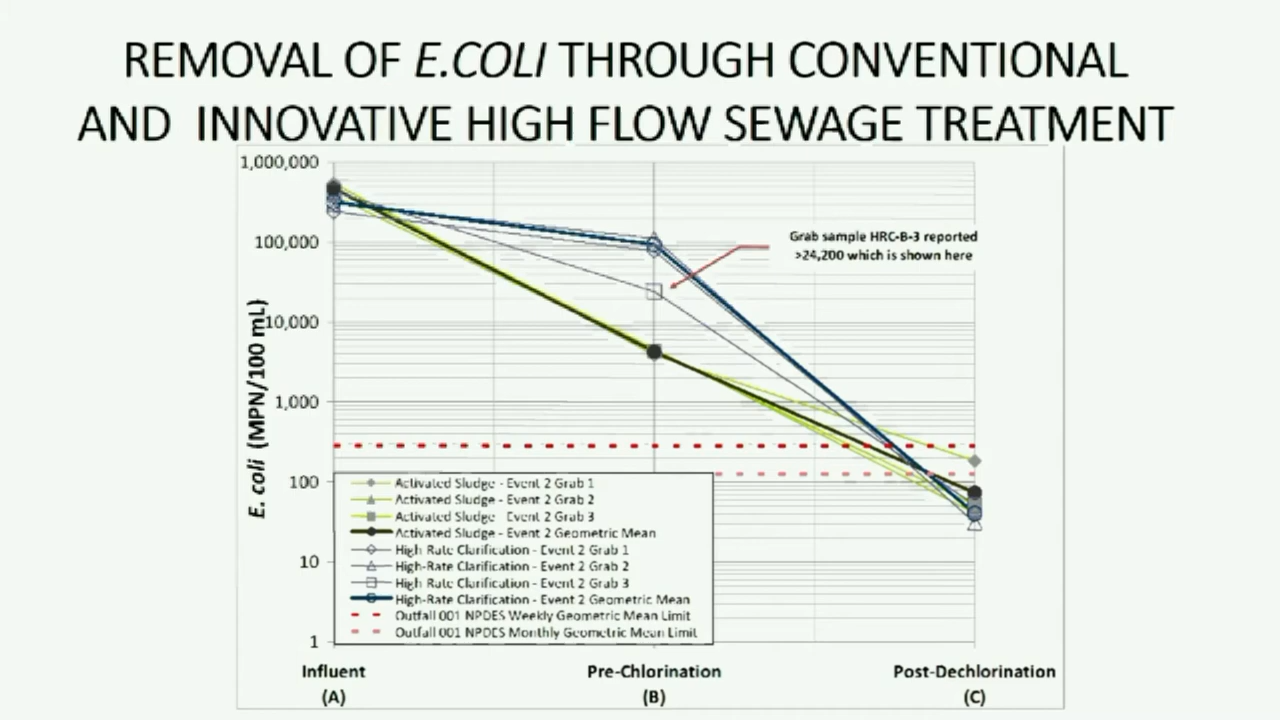 REMOVAL OF E.COLI THROUGH CONVENTIONAL
AND INNOVATIVE HIGH FLOW SEWAGE TREATMENT
1,000,000
100,000
10,000
1,000
100
10
1
E. coli (MPN/100 mL)
Grab sample HRC-B-3 reported
>24,200 which is shown here
Activated Sludge - Event 2 Grab 1
Activated Sludge - Event 2 Grab 2
Activated Sludge - Event 2 Grab 3
Activated Sludge - Event 2 Geometric Mean
High-Rate Clarification - Event 2 Grab 1
High-Rate Clarification - Event 2 Grab 2
High Rate Clarification - Event 2 Grab 3
High-Rate Clarification - Event 2 Geometric Mean
Outfall 001 NPDES Weekly Geometric Mean Limit
Outfall 001 NPDES Monthly Geometric Mean Limit
Influent
(A)
Pre-Chlorination
(B)
Post-Dechlorination
(C)